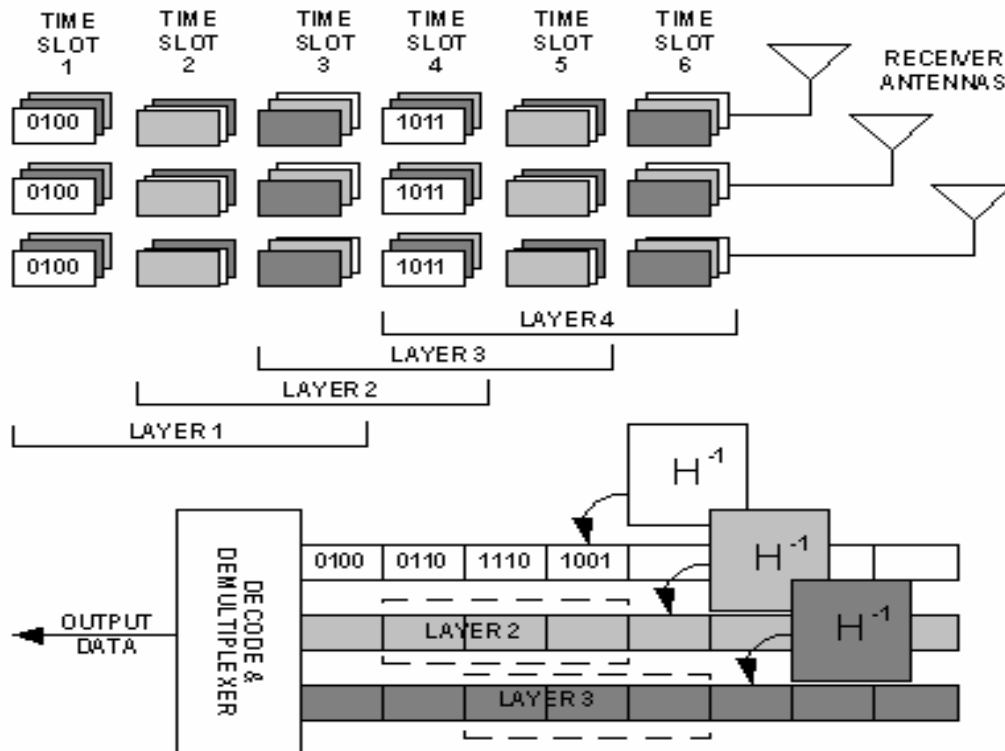 TIME SLOT 1
TIME SLOT 2
TIME SLOT 3
TIME SLOT 4
TIME SLOT 5
TIME SLOT 6
RECEIVER ANTENNAS
0100 1011
0100 1011
0100 1011
LAYER 4
LAYER 3
LAYER 2
LAYER 1
H⁻¹
H⁻¹
H⁻¹
0100 0110 1110 1001
LAYER 2
LAYER 3
DECODE & DEMULTIPLEXER
OUTPUT DATA